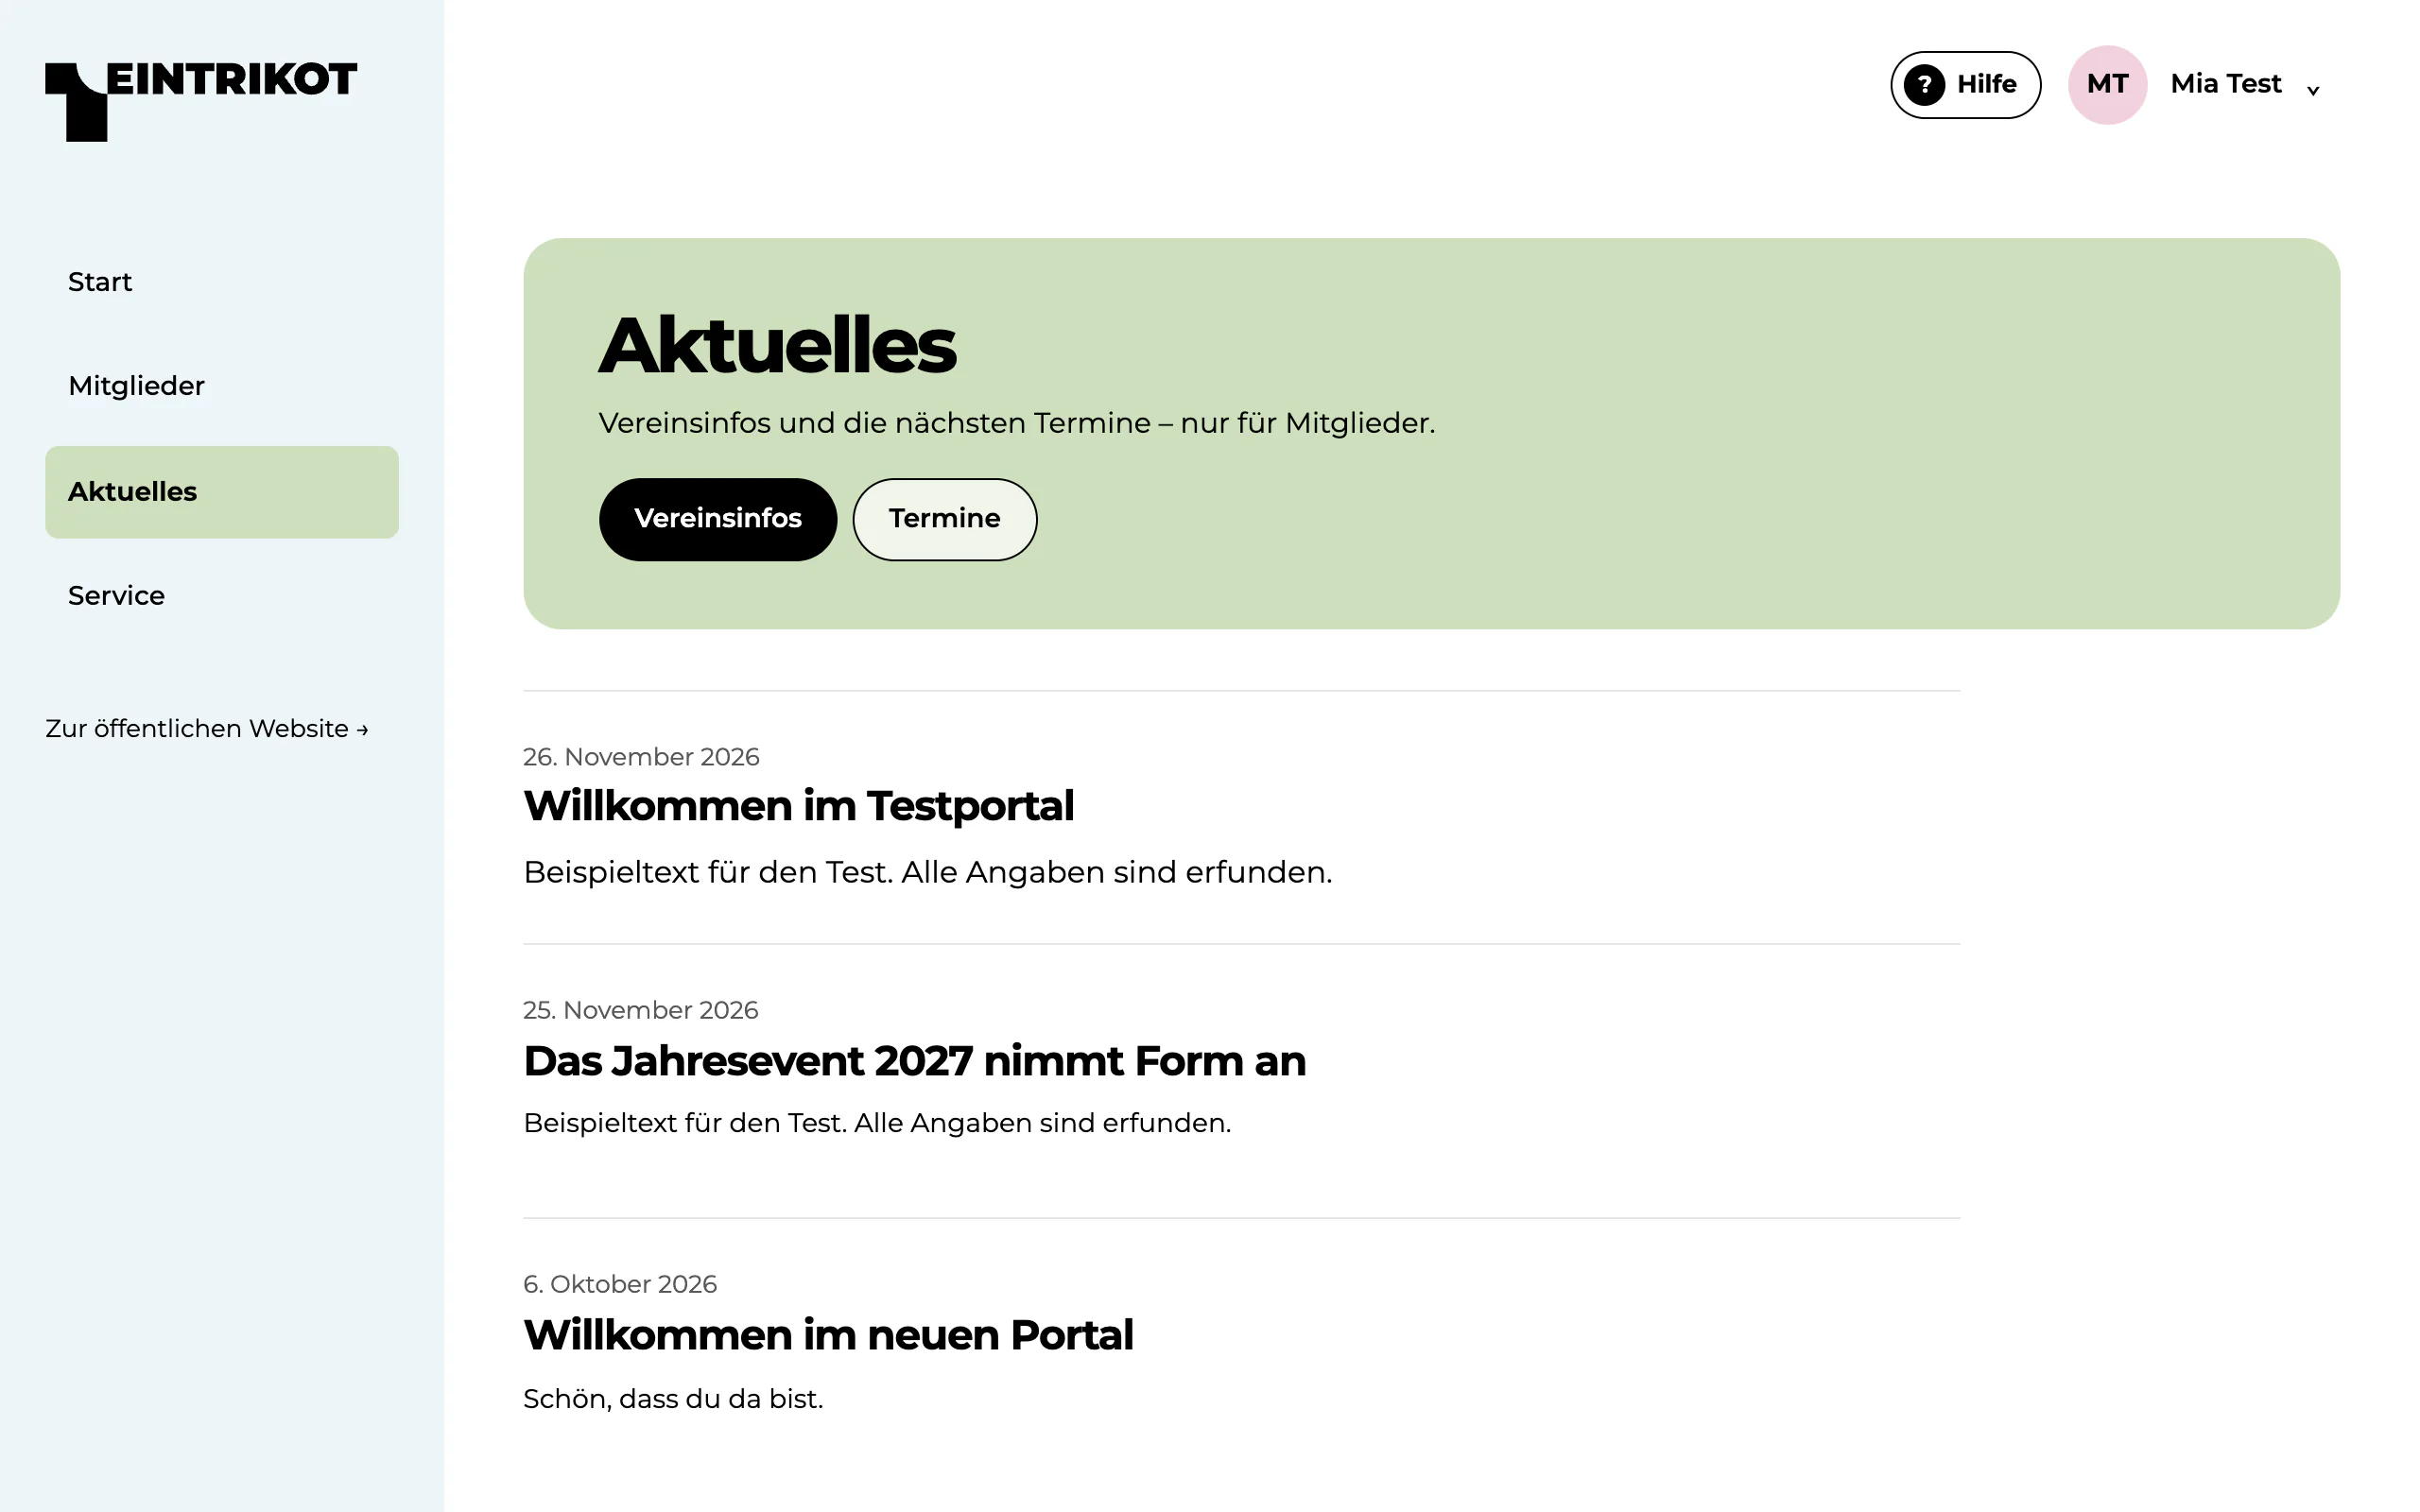 EINTRIKOT
? Hilfe
MT
Mia Test
Start
Mitglieder
Aktuelles
Service
Zur öffentlichen Website →
Aktuelles
Vereinsinfos und die nächsten Termine – nur für Mitglieder.
Vereinsinfos
Termine
26. November 2026
Willkommen im Testportal
Beispieltext für den Test. Alle Angaben sind erfunden.
25. November 2026
Das Jahresevent 2027 nimmt Form an
Beispieltext für den Test. Alle Angaben sind erfunden.
6. Oktober 2026
Willkommen im neuen Portal
Schön, dass du da bist.